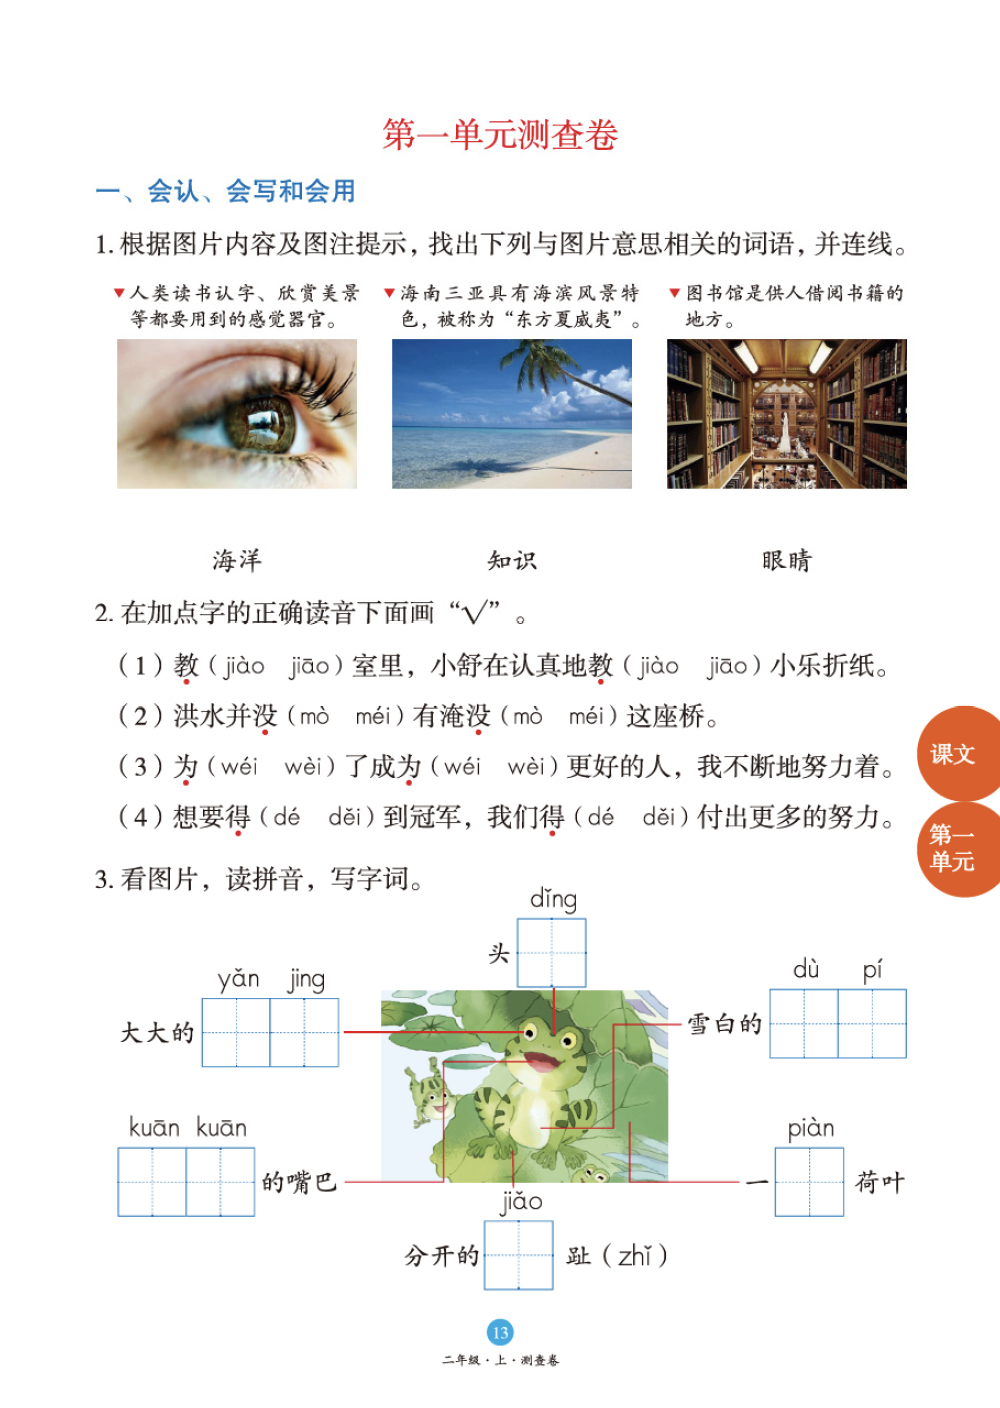 第一单元测查卷
一、会认、会写和会用
1. 根据图片内容及图注提示，找出下列与图片意思相关的词语，并连线。
▼人类读书认字、欣赏美景
等都要用到的感觉器官。
▼海南三亚具有海滨风景特
色，被称为“东方夏威夷”。
▼图书馆是供人借阅书籍的
地方。
海洋 知识 眼睛
2. 在加点字的正确读音下面画“√”。
（1）教（jiào jiāo）室里，小舒在认真地教（jiào jiāo）小乐折纸。
（2）洪水并没（mò méi）有淹没（mò méi）这座桥。
（3）为（wéi wèi）了成为（wéi wèi）更好的人，我不断地努力着。
（4）想要得（dé děi）到冠军，我们得（dé děi）付出更多的努力。
课文
第一
单元
3. 看图片，读拼音，写字词。
dǐng
头
yǎn jing
大大的
dù pí
雪白的
kuān kuān
的嘴巴
piàn
一 荷叶
jiǎo
分开的 趾（zhǐ）
13
二年级·上·测查卷